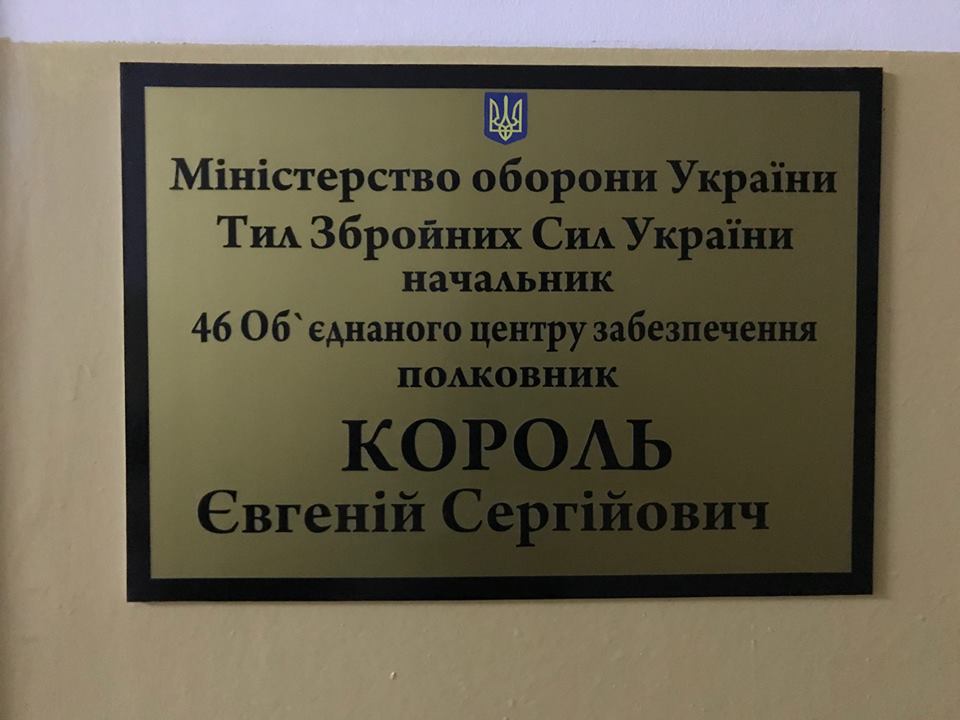 Міністерство оборони України
Тил Збройних Сил України
начальник
46 Об`єднаного центру забезпечення
полковник
КОРОЛЬ
Євгеній Сергійович